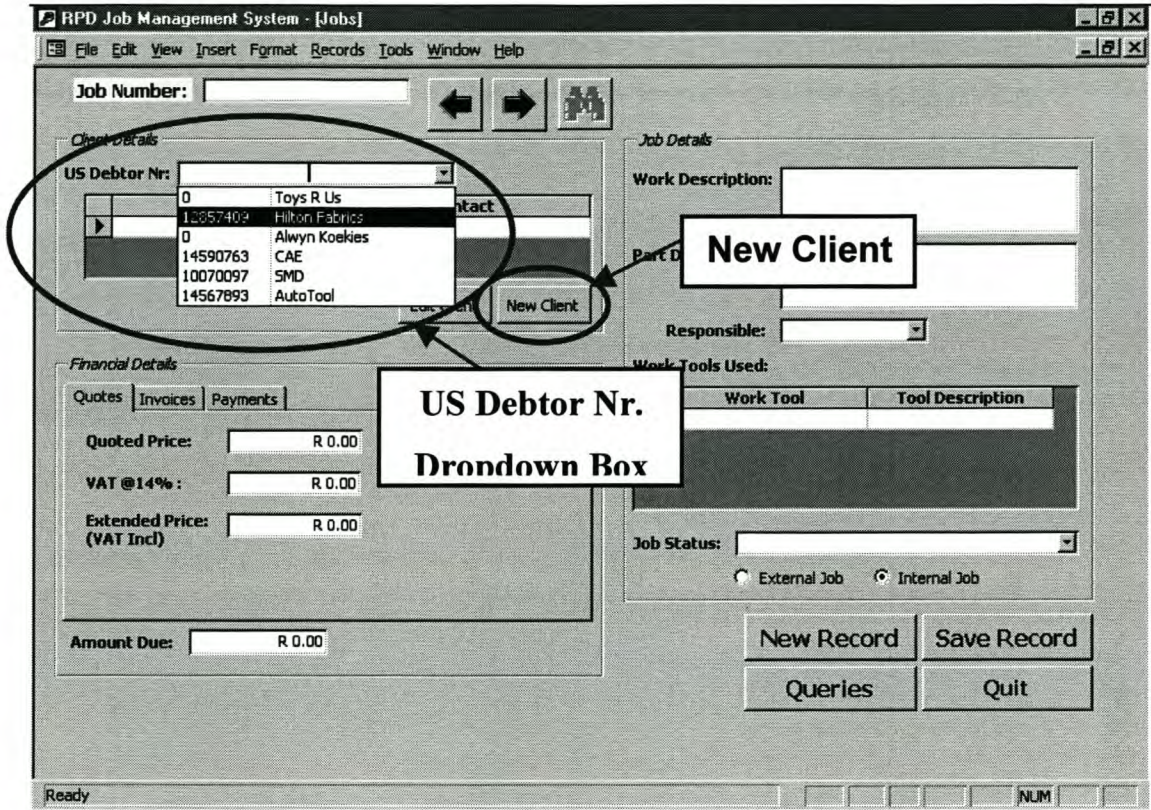 RPD Job Management System - [Jobs]
File Edit View Insert Format Records Tools Window Help
Job Number:
Client Details
US Debtor Nr:
0 Toys R Us
12857409 Hilton Fabrics
0 Alwyn Koekies
14590763 CAE
10070097 SMD
14567893 AutoTool
New Client
Financial Details
Quotes Invoices Payments
Quoted Price: R 0.00
VAT @14% : R 0.00
Extended Price: R 0.00
(VAT Incl)
Amount Due: R 0.00
US Debtor Nr.
Dropdown Box
New Client
Job Details
Work Description:
Responsible:
Work Tools Used:
Work Tool Tool Description
Job Status:
External Job Internal Job
New Record Save Record
Queries Quit
Ready NUM